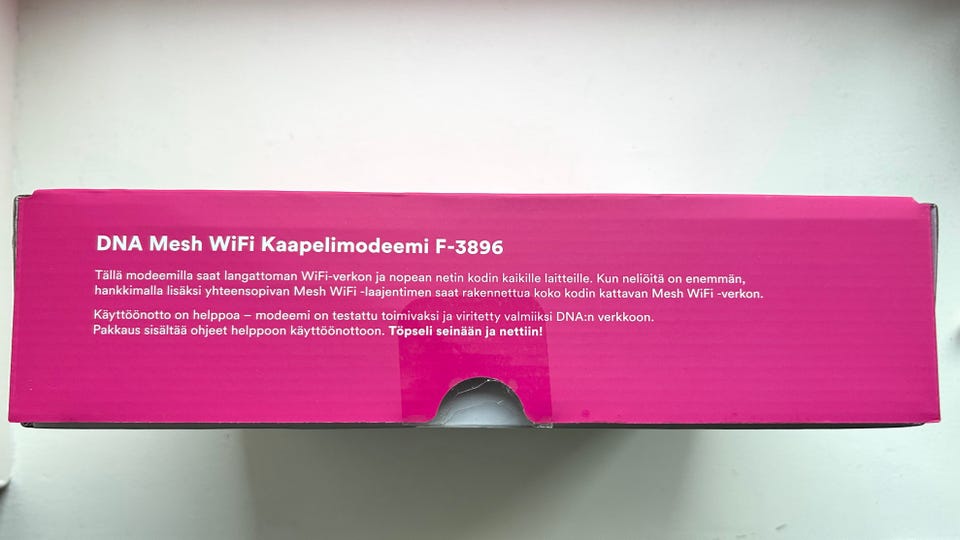 DNA Mesh WiFi Kaapelimodeemi F-3896
Tällä modeemilla saat langattoman WiFi-verkon ja nopean netin kodin kaikille laitteille. Kun neliöitä on enemmän,
hankkimalla lisäksi yhteensopivan Mesh WiFi -laajentimen saat rakennettua koko kodin kattavan Mesh WiFi -verkon.
Käyttöönotto on helppoa – modeemi on testattu toimivaksi ja viritetty valmiiksi DNA:n verkkoon.
Pakkaus sisältää ohjeet helppoon käyttöönottoon. Töpseli seinään ja nettiin!